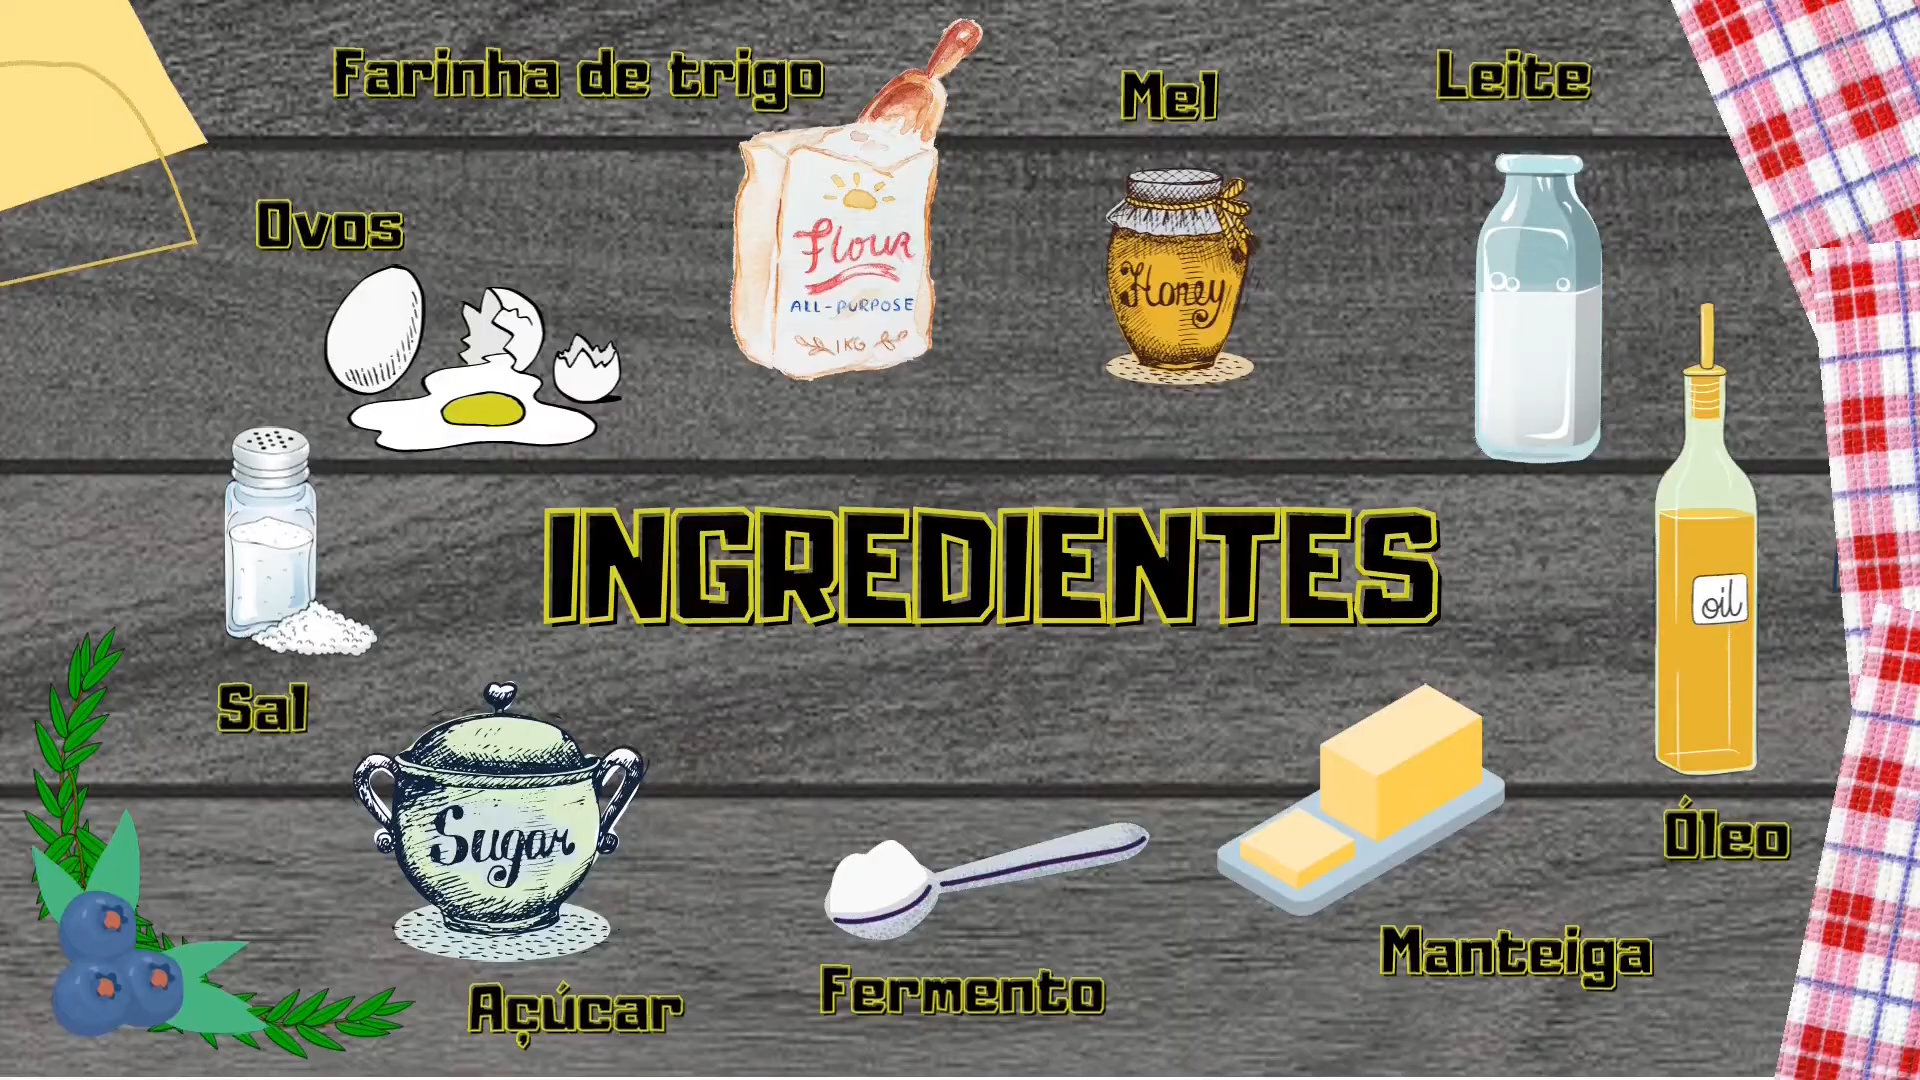 Farinha de trigo
Mel
Leite
Ovos
Flour
ALL-PURPOSE
1KG
Honey
INGREDIENTES
oil
Sal
Sugar
Óleo
Manteiga
Fermento
Açúcar